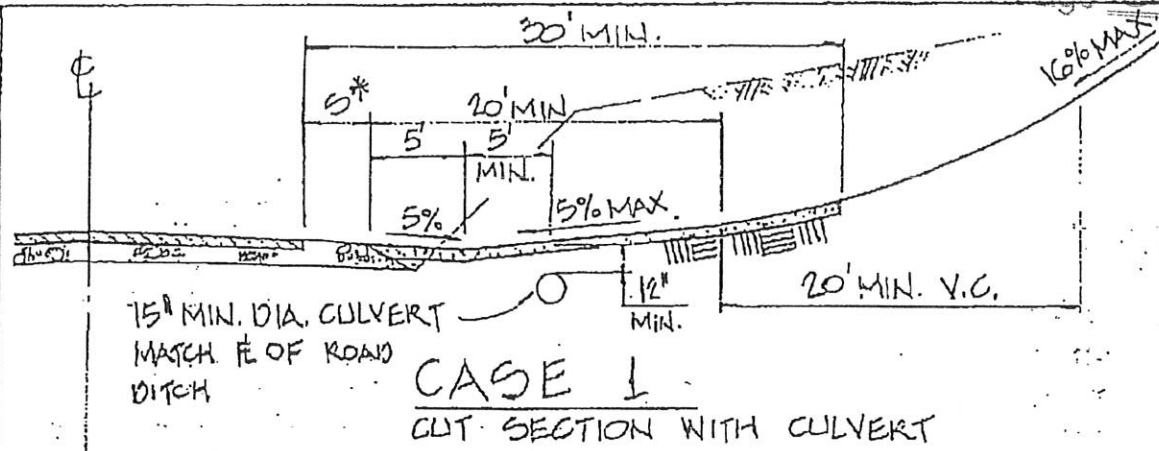 30' MIN.
16% MAX
℄
5*
20' MIN
5'
5'
MIN.
5%
5% MAX.
12"
MIN.
20' MIN. V.C.
15" MIN. DIA. CULVERT
MATCH ℄ OF ROAD
DITCH
CASE 1
CUT SECTION WITH CULVERT